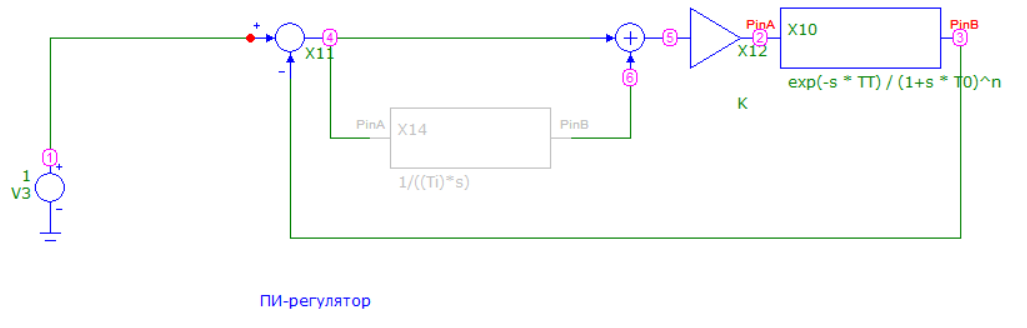 +
4
X11
-
+
5
X12
K
PinA
2
X10
PinB
3
exp(-s * TT) / (1+s * T0)^n
6
PinA
X14
PinB
1/((Ti)*s)
1
+
1
V3
-
ПИ-регулятор